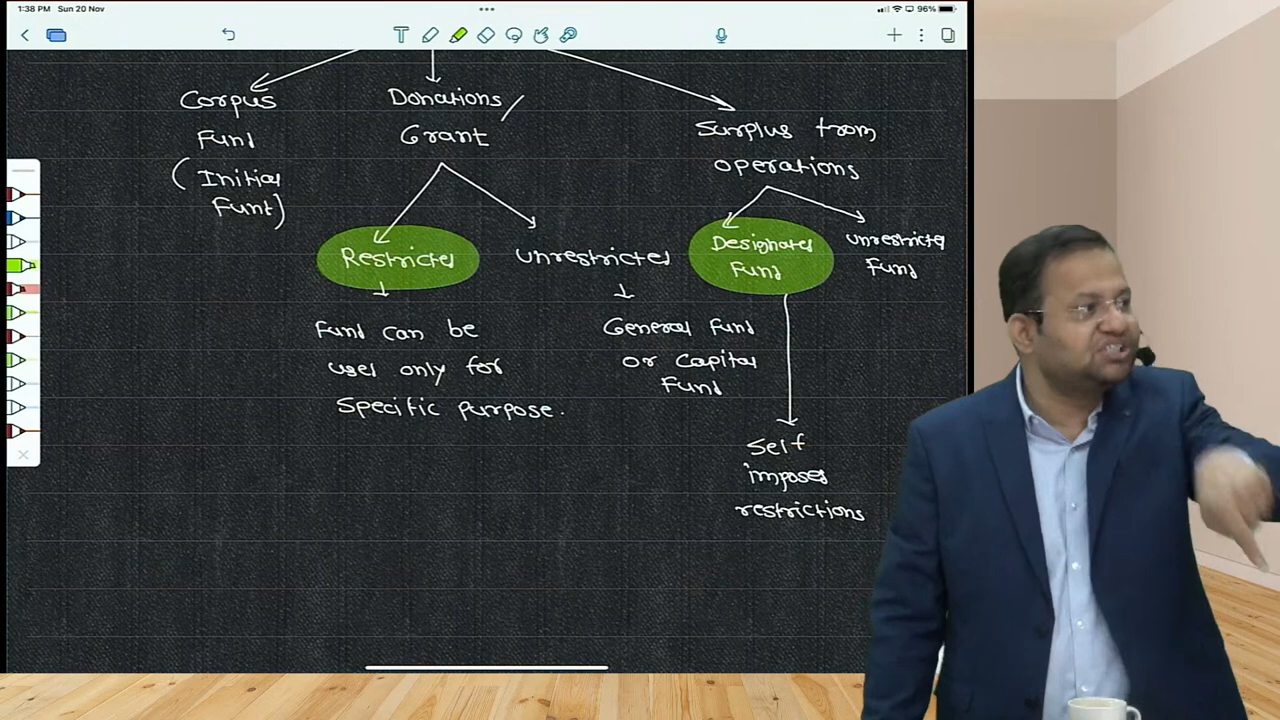 1:38 PM Sun 20 Nov
96%
Corpus
Fund
(Initial
Funt)
Donations/
Grant
Surplus from
operations
Restricted
unrestricted
Designated
Fund
unrestricted
Fund
Fund can be
used only for
specific purpose.
General Fund
or Capital
Fund
Self
imposed
restrictions